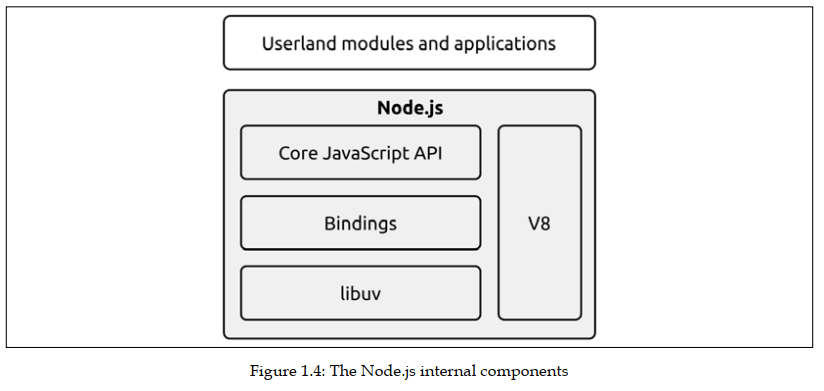 Userland modules and applications
Node.js
Core JavaScript API
Bindings
V8
libuv
Figure 1.4: The Node.js internal components